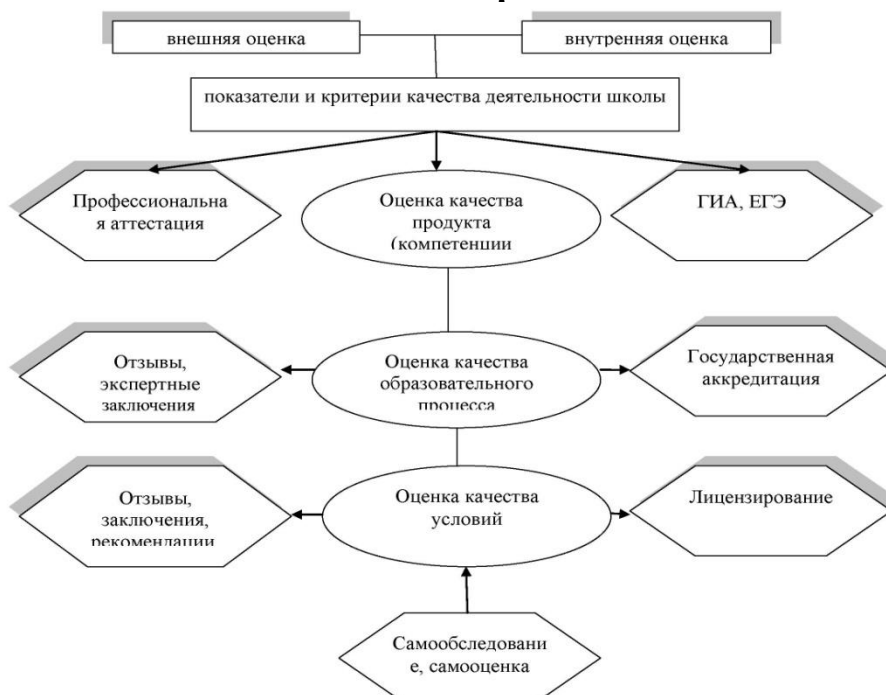 внешняя оценка
внутренняя оценка
показатели и критерии качества деятельности школы
Профессиональна
я аттестация
Оценка качества
продукта
(компетенции
ГИА, ЕГЭ
Отзывы,
экспертные
заключения
Оценка качества
образовательного
процесса
Государственная
аккредитация
Отзывы,
заключения,
рекомендации
Оценка качества
условий
Лицензирование
Самообследовани
е, самооценка